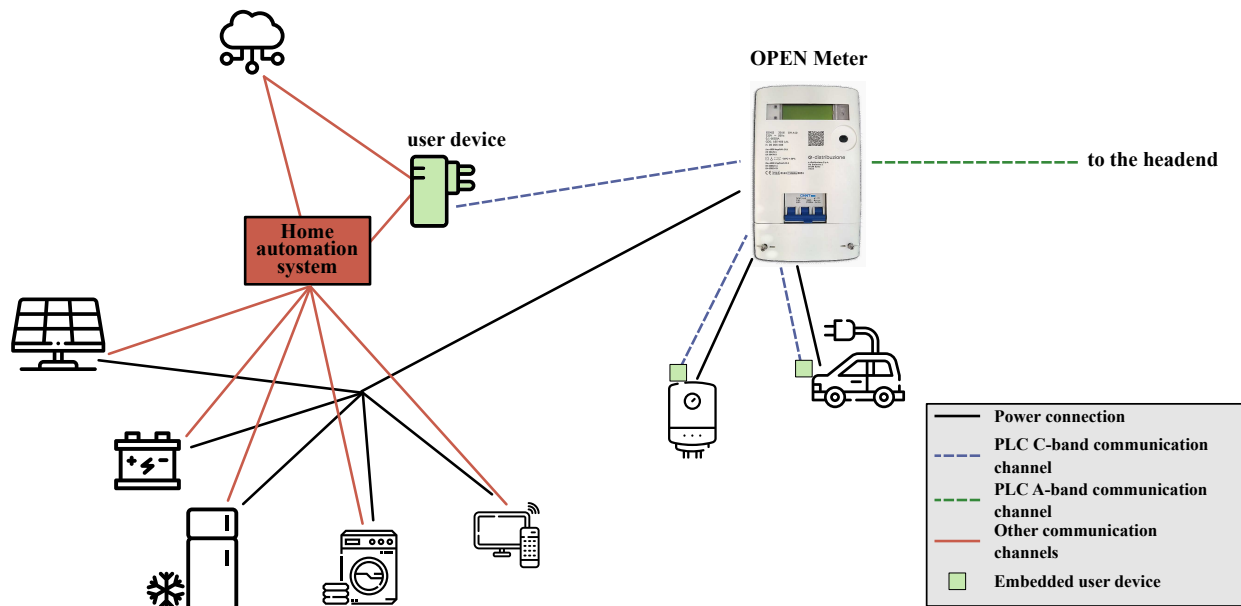 OPEN Meter
user device
to the headend
Home
automation
system
e-distribuzione
Power connection
PLC C-band communication
channel
PLC A-band communication
channel
Other communication
channels
Embedded user device